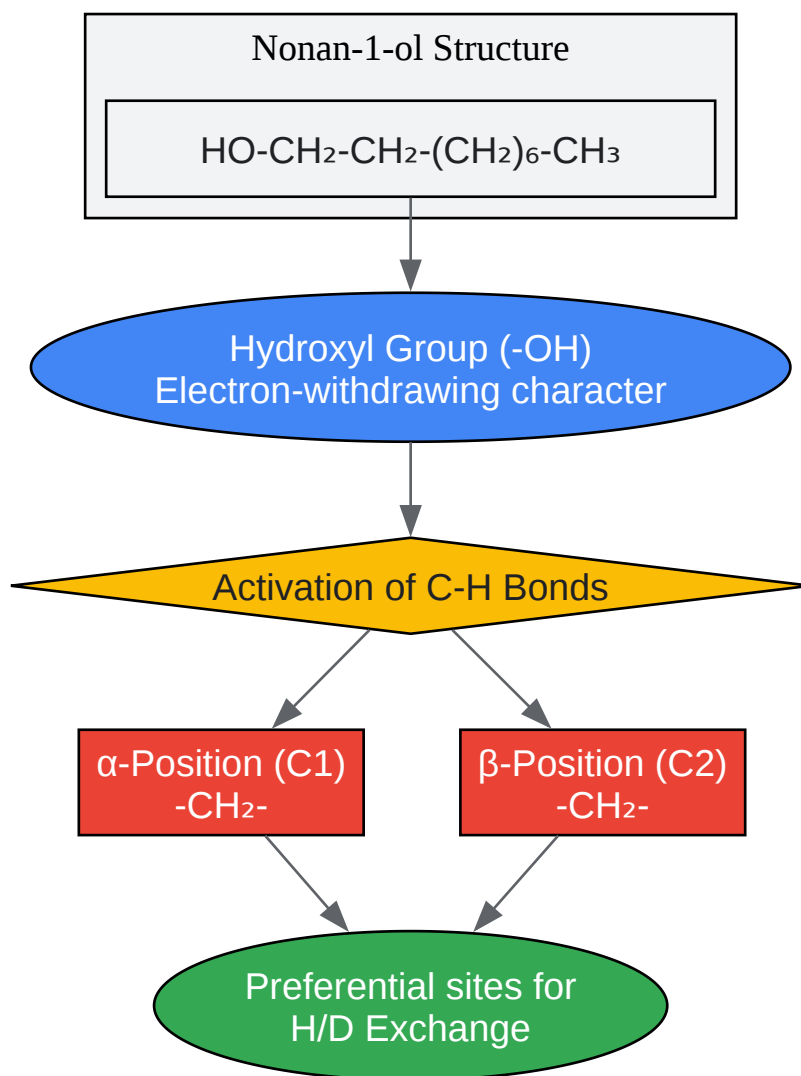 Nonan-1-ol Structure
HO-CH₂-CH₂-(CH₂)₆-CH₃
Hydroxyl Group (-OH)
Electron-withdrawing character
Activation of C-H Bonds
α-Position (C1)
-CH₂-
β-Position (C2)
-CH₂-
Preferential sites for
H/D Exchange